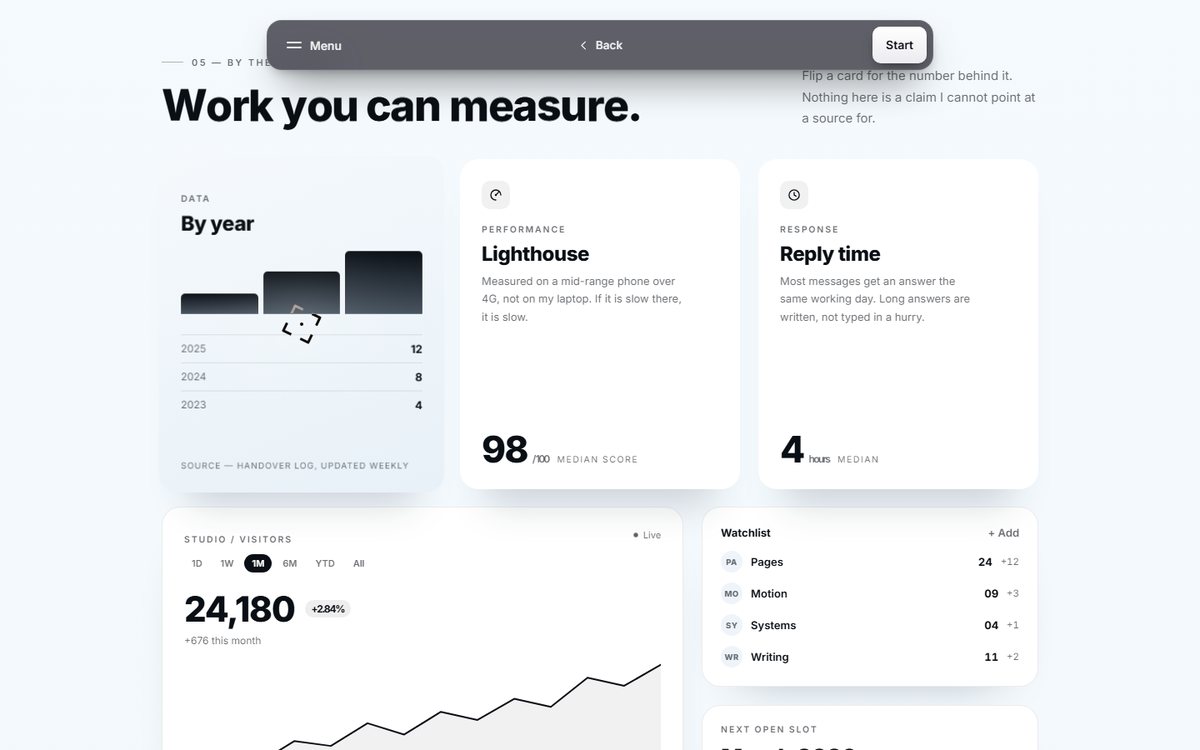 Menu
Back
Start
05 — BY THE
Work you can measure.
Flip a card for the number behind it.
Nothing here is a claim I cannot point at
a source for.
DATA
By year
2025 12
2024 8
2023 4
SOURCE — HANDOVER LOG, UPDATED WEEKLY
PERFORMANCE
Lighthouse
Measured on a mid-range phone over
4G, not on my laptop. If it is slow there,
it is slow.
98 /100 MEDIAN SCORE
RESPONSE
Reply time
Most messages get an answer the
same working day. Long answers are
written, not typed in a hurry.
4 hours MEDIAN
STUDIO / VISITORS
Live
1D 1W 1M 6M YTD All
24,180 +2.84%
+676 this month
Watchlist + Add
PA Pages 24 +12
MO Motion 09 +3
SY Systems 04 +1
WR Writing 11 +2
NEXT OPEN SLOT